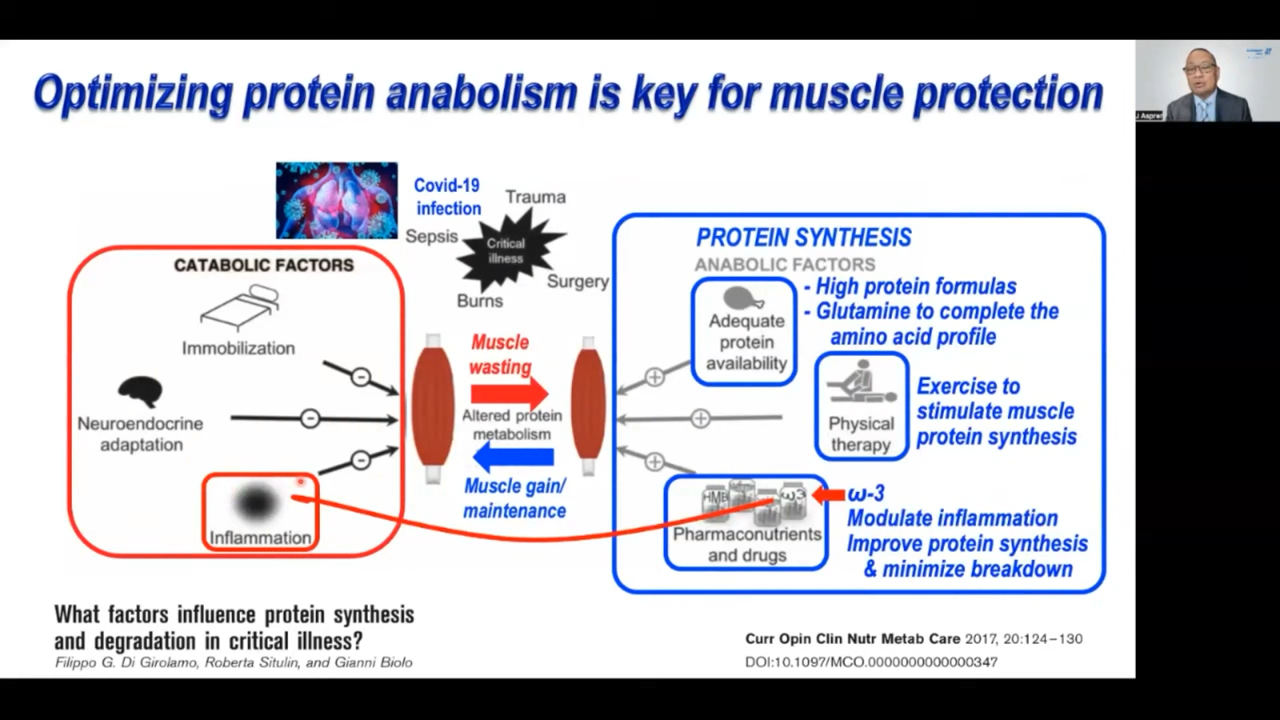 Optimizing protein anabolism is key for muscle protection
J Aspren
Covid-19
infection
Trauma
Sepsis
Critical
illness
Surgery
Burns
CATABOLIC FACTORS
Immobilization
Neuroendocrine
adaptation
Inflammation
Muscle
wasting
Altered protein
metabolism
Muscle gain/
maintenance
PROTEIN SYNTHESIS
ANABOLIC FACTORS
Adequate
protein
availability
- High protein formulas
- Glutamine to complete the
amino acid profile
Physical
therapy
Exercise to
stimulate muscle
protein synthesis
HMB
ω3
Pharmaconutrients
and drugs
ω-3
Modulate inflammation
Improve protein synthesis
& minimize breakdown
What factors influence protein synthesis
and degradation in critical illness?
Filippo G. Di Girolamo, Roberta Situlin, and Gianni Biolo
Curr Opin Clin Nutr Metab Care 2017, 20:124–130
DOI:10.1097/MCO.0000000000000347